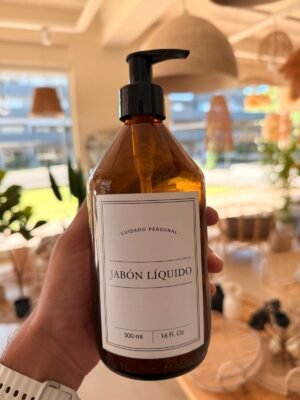 CUIDADO PERSONAL
JABÓN LÍQUIDO
500 ml 16 Fl. Oz